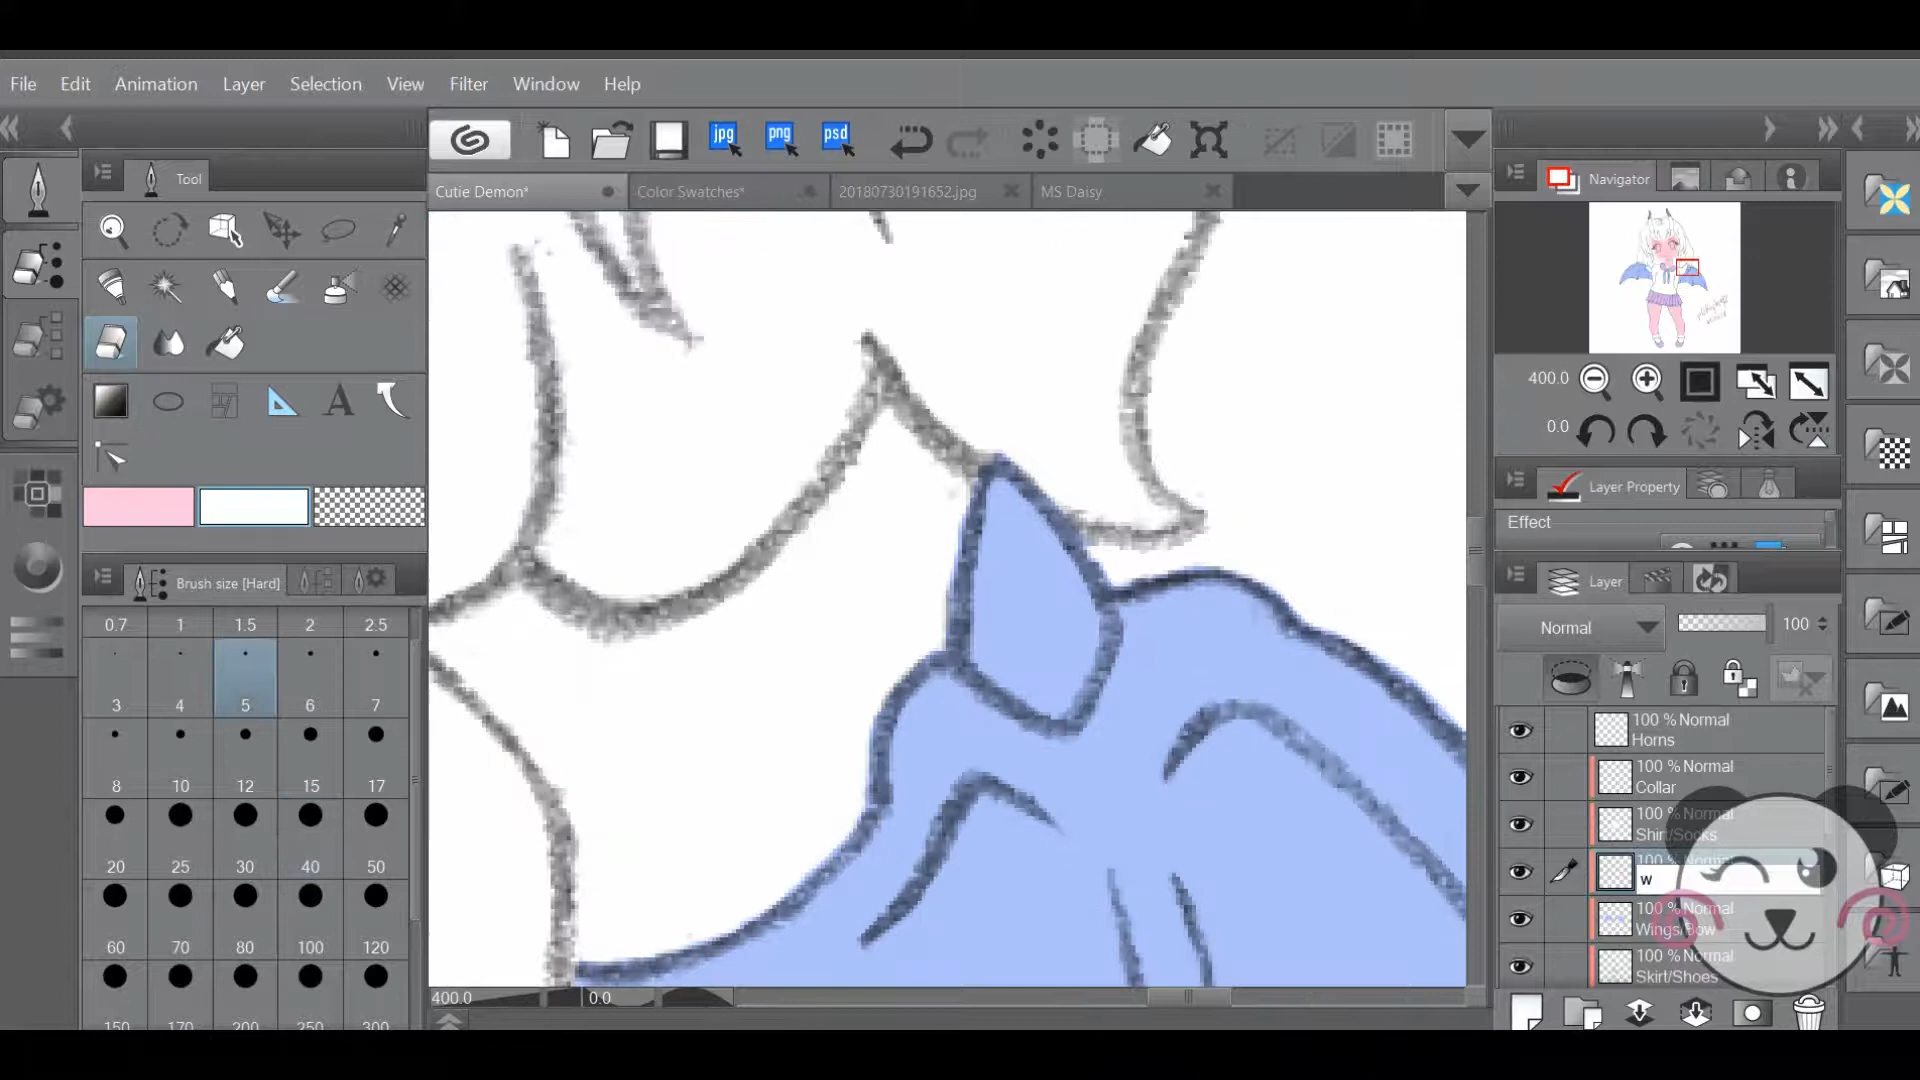 File Edit Animation Layer Selection View Filter Window Help
jpg png psd
Tool
Cutie Demon* Color Swatches* 20180730191652.jpg MS Daisy
Navigator
400.0
0.0
Layer Property
Effect
Brush size [Hard]
Layer
0.7 1 1.5 2 2.5
Normal 100
3 4 5 6 7
8 10 12 15 17
20 25 30 40 50
60 70 80 100 120
150 170 200 250 300
100 % Normal
Horns
100 % Normal
Collar
100 % Normal
Shirt/Socks
100 % Normal
w
100 % Normal
Wings/Bow
100 % Normal
Skirt/Shoes
400.0 0.0